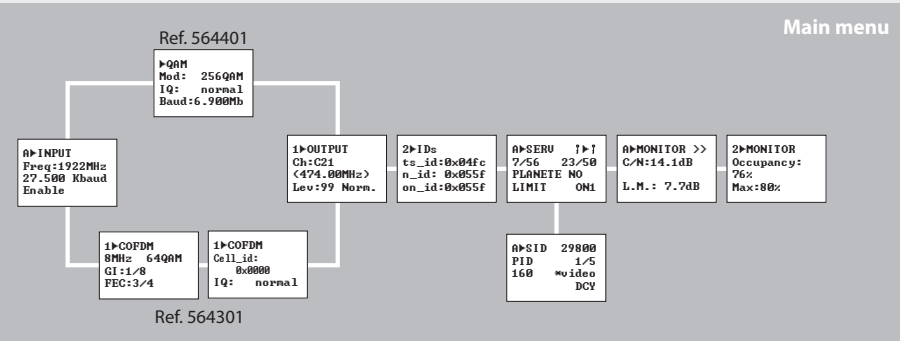 Main menu
Ref. 564401
▶QAM
Mod: 256QAM
IQ: normal
Baud:6.900Mb
A▶INPUT
Freq:1922MHz
27.500 Kbaud
Enable
1▶COFDM
8MHz 64QAM
GI:1/8
FEC:3/4
1▶COFDM
Cell_id:
0x0000
IQ: normal
Ref. 564301
1▶OUTPUT
Ch:C21
(474.00MHz)
Lev:99 Norm.
2▶IDs
ts_id:0x04fc
n_id: 0x055f
on_id:0x055f
A▶SERV ?▶?
7/56 23/50
PLANETE NO
LIMIT ON1
A▶SID 29800
PID 1/5
160 *video
DCY
A▶MONITOR >>
C/N:14.1dB
L.M.: 7.7dB
2▶MONITOR
Occupancy:
76%
Max:80%